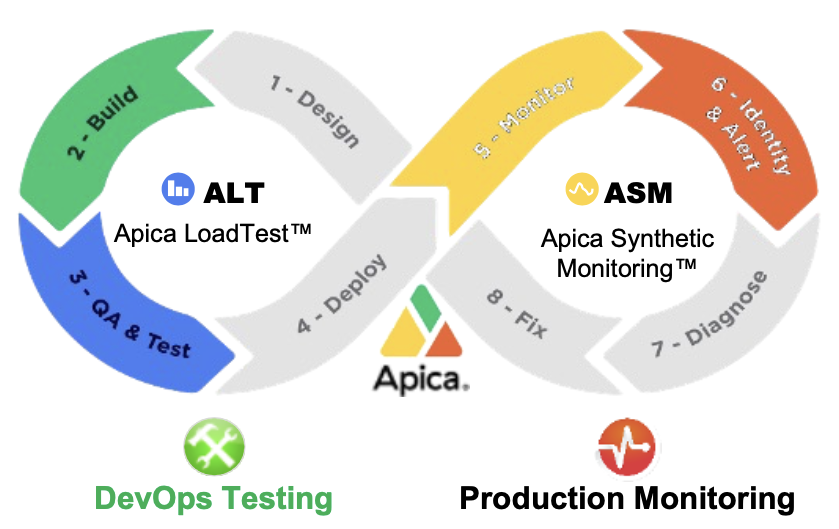 2 - Build
1 - Design
5 - Monitor
6 - Identity
& Alert
ALT
Apica LoadTest™
ASM
Apica Synthetic
Monitoring™
3 - QA & Test
4 - Deploy
8 - Fix
7 - Diagnose
Apica®
DevOps Testing
Production Monitoring